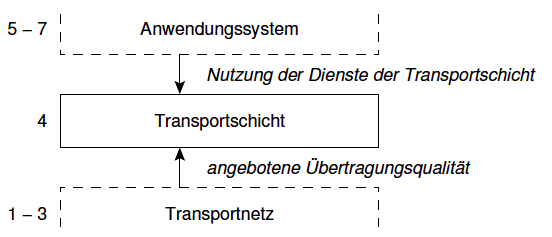 5 – 7 Anwendungssystem
Nutzung der Dienste der Transportschicht
4 Transportschicht
angebotene Übertragungsqualität
1 – 3 Transportnetz